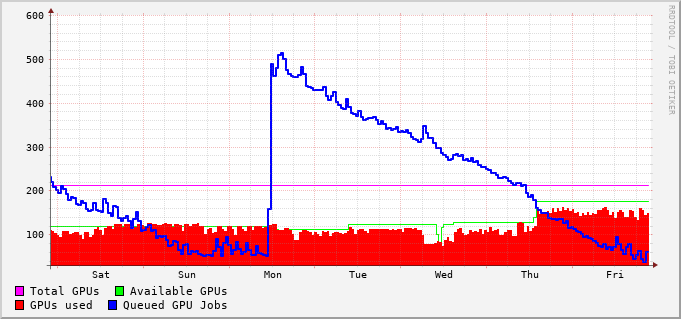 600
500
400
300
200
100
Sat Sun Mon Tue Wed Thu Fri
Total GPUs Available GPUs
GPUs used Queued GPU Jobs
RRDTOOL / TOBI OETIKER